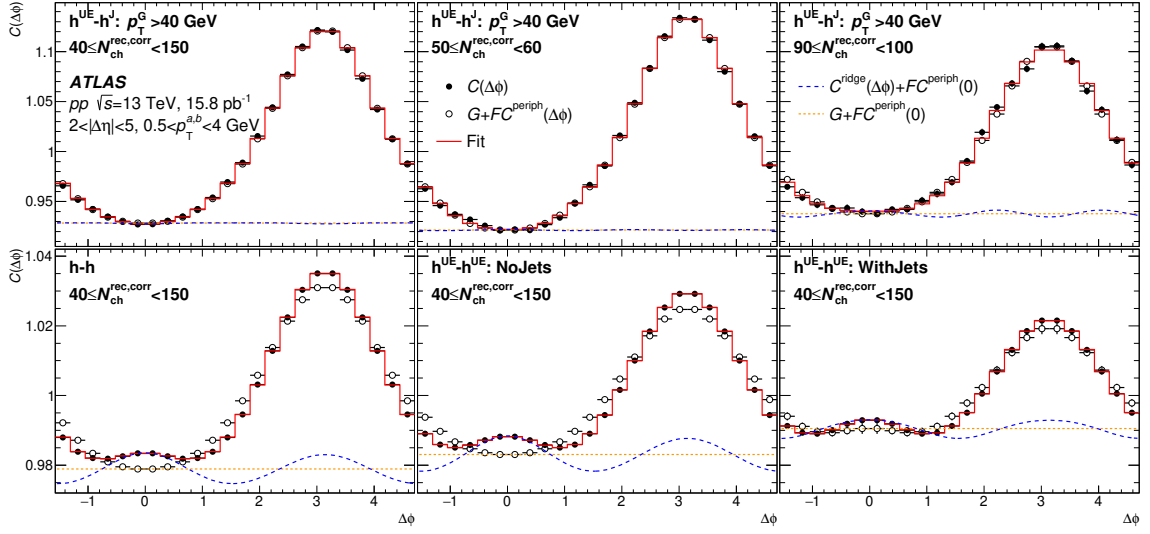 C(Δϕ)
h^UE-h^J: p_T^G >40 GeV
40≤N_ch^rec,corr<150
ATLAS
pp √s=13 TeV, 15.8 pb⁻¹
2<|Δη|<5, 0.5<p_T^a,b<4 GeV
1.1
1.05
1
0.95
h^UE-h^J: p_T^G >40 GeV
50≤N_ch^rec,corr<60
C(Δϕ)
G+FC^periph(Δϕ)
Fit
h^UE-h^J: p_T^G >40 GeV
90≤N_ch^rec,corr<100
C^ridge(Δϕ)+FC^periph(0)
G+FC^periph(0)
C(Δϕ)
1.04
1.02
1
0.98
h-h
40≤N_ch^rec,corr<150
h^UE-h^UE: NoJets
40≤N_ch^rec,corr<150
h^UE-h^UE: WithJets
40≤N_ch^rec,corr<150
−1 0 1 2 3 4
−1 0 1 2 3 4
−1 0 1 2 3 4
Δϕ
Δϕ
Δϕ